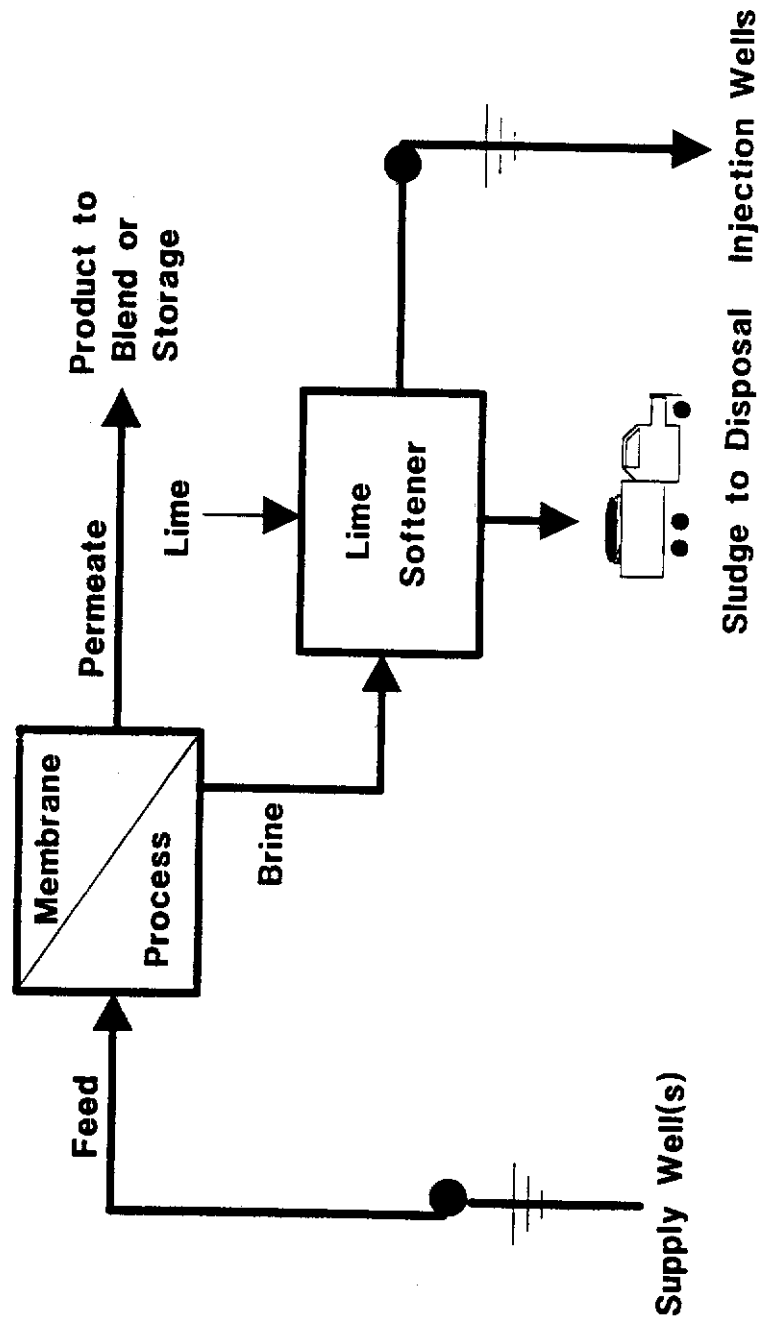 Membrane
Process
Feed
Permeate
Product to
Blend or
Storage
Brine
Lime
Lime
Softener
Supply Well(s)
Sludge to Disposal
Injection Wells